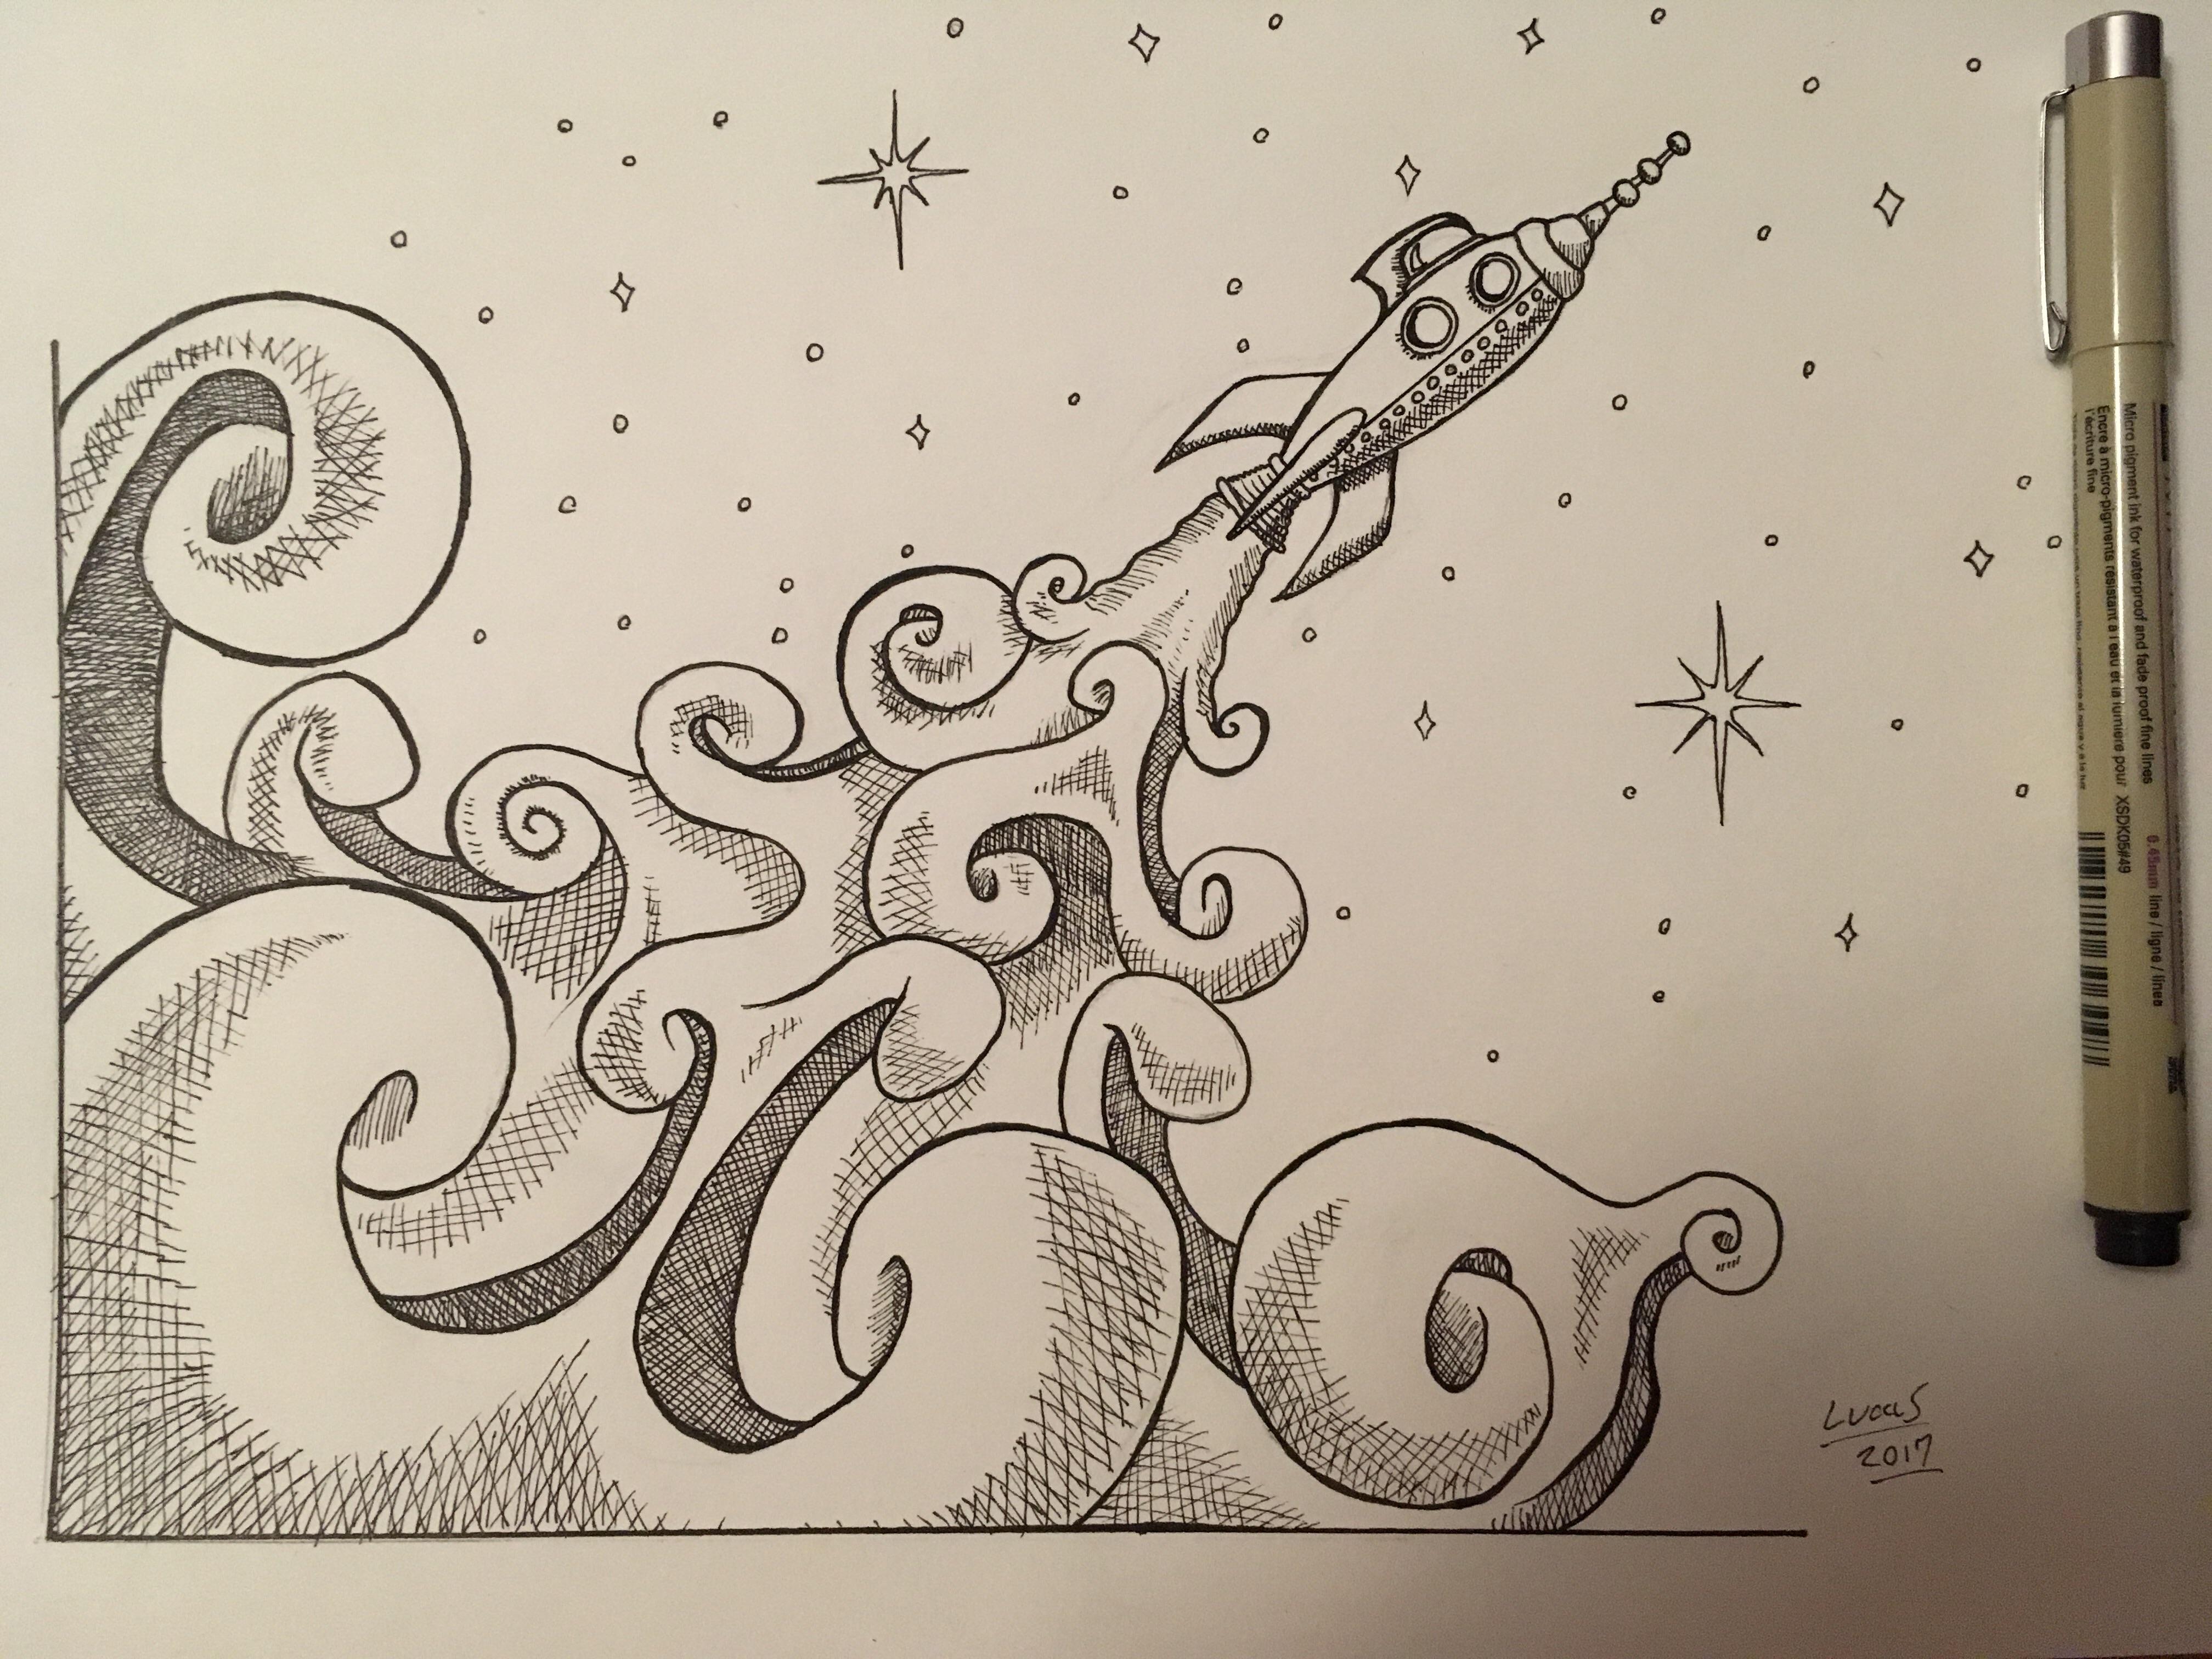 Micro pigment ink for waterproof and fade proof fine lines
Encre à micro-pigments résistant à l'eau et la lumière pour
l'écriture fine
XSDK05#49
0.45mm line / ligne / lines
Lucas
2017